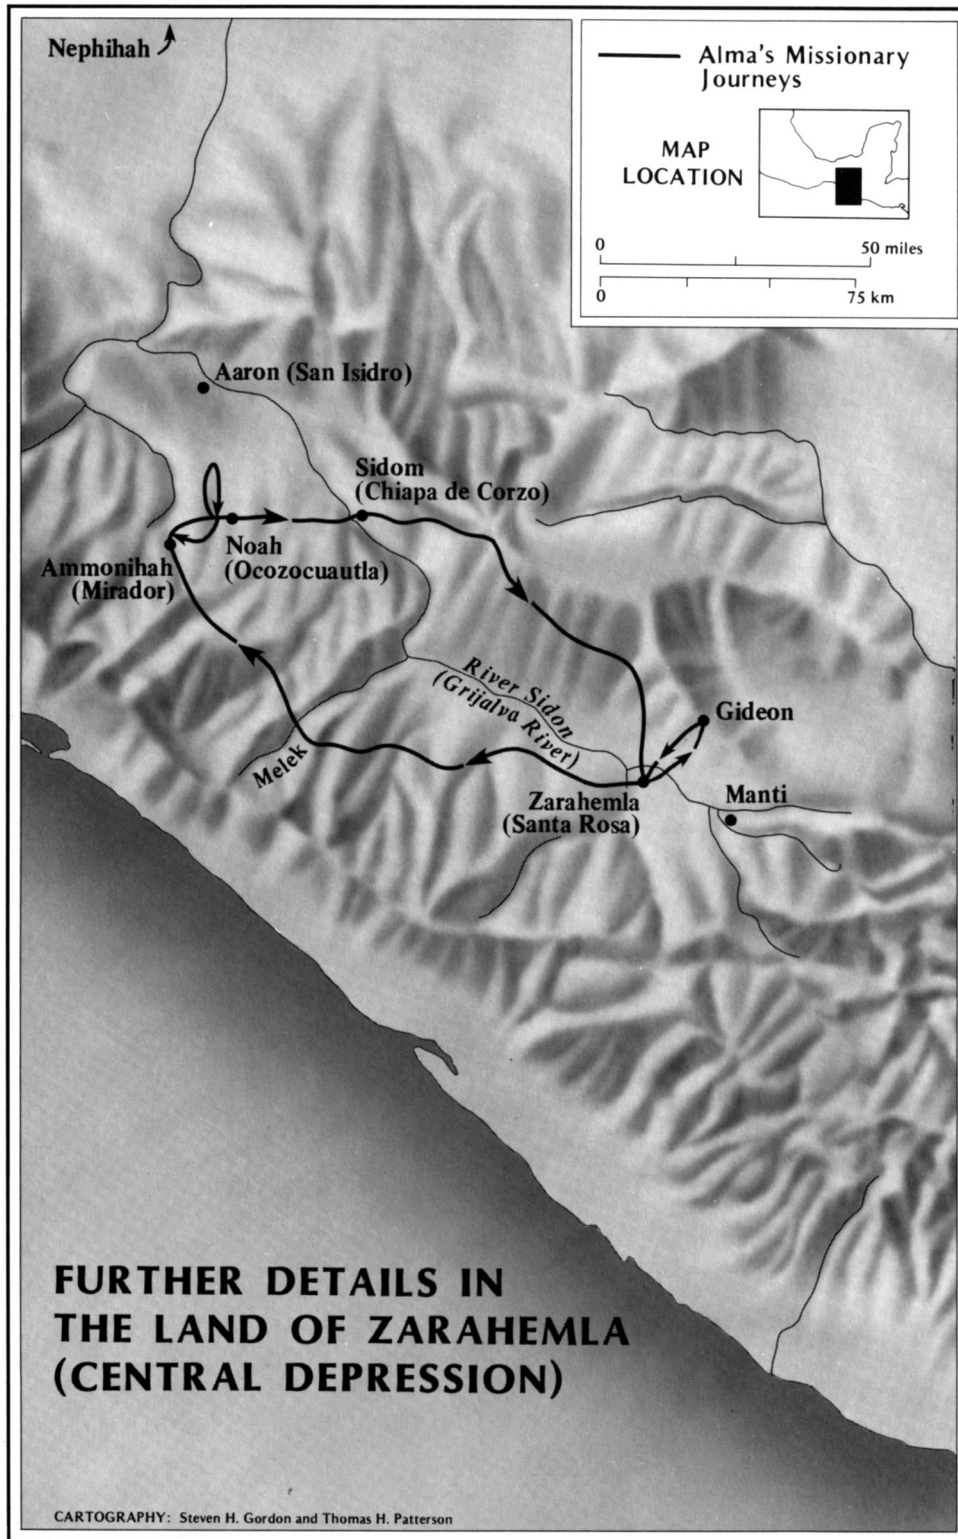 Nephihah
Alma's Missionary
Journeys
MAP
LOCATION
0
50 miles
0
75 km
Aaron (San Isidro)
Sidom
(Chiapa de Corzo)
Noah
(Ocozocuautla)
Ammonihah
(Mirador)
River Sidon
(Grijalva River)
Gideon
Melek
Manti
Zarahemla
(Santa Rosa)
FURTHER DETAILS IN
THE LAND OF ZARAHEMLA
(CENTRAL DEPRESSION)
CARTOGRAPHY: Steven H. Gordon and Thomas H. Patterson